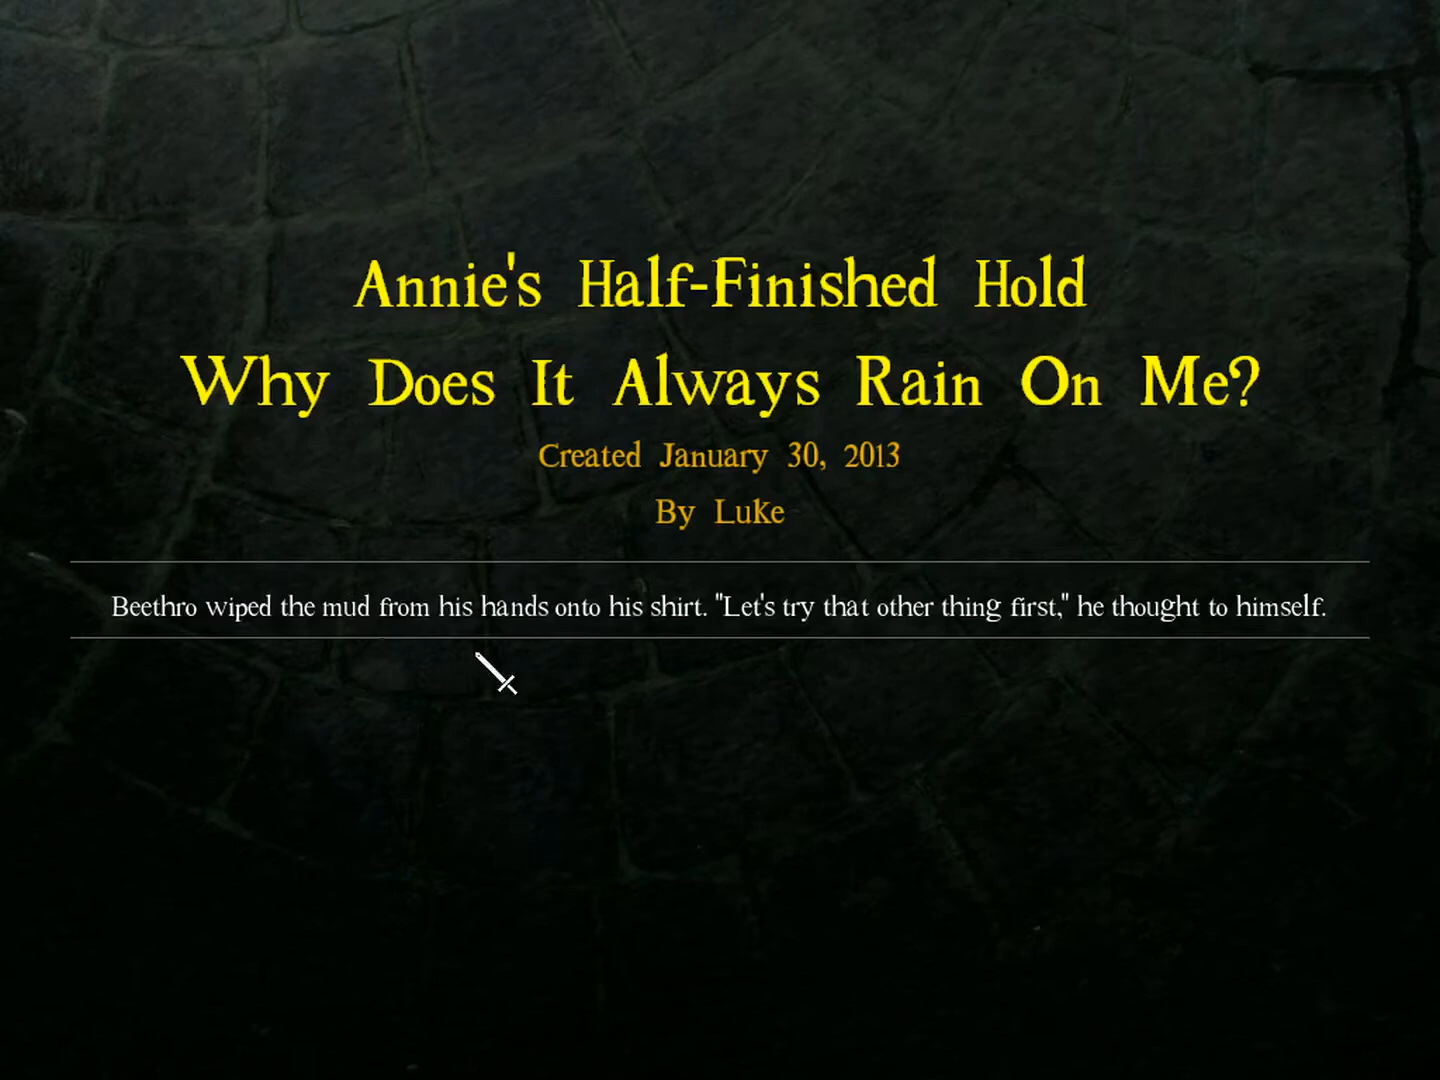 Annie's Half-Finished Hold
Why Does It Always Rain On Me?
Created January 30, 2013
By Luke
Beethro wiped the mud from his hands onto his shirt. "Let's try that other thing first," he thought to himself.